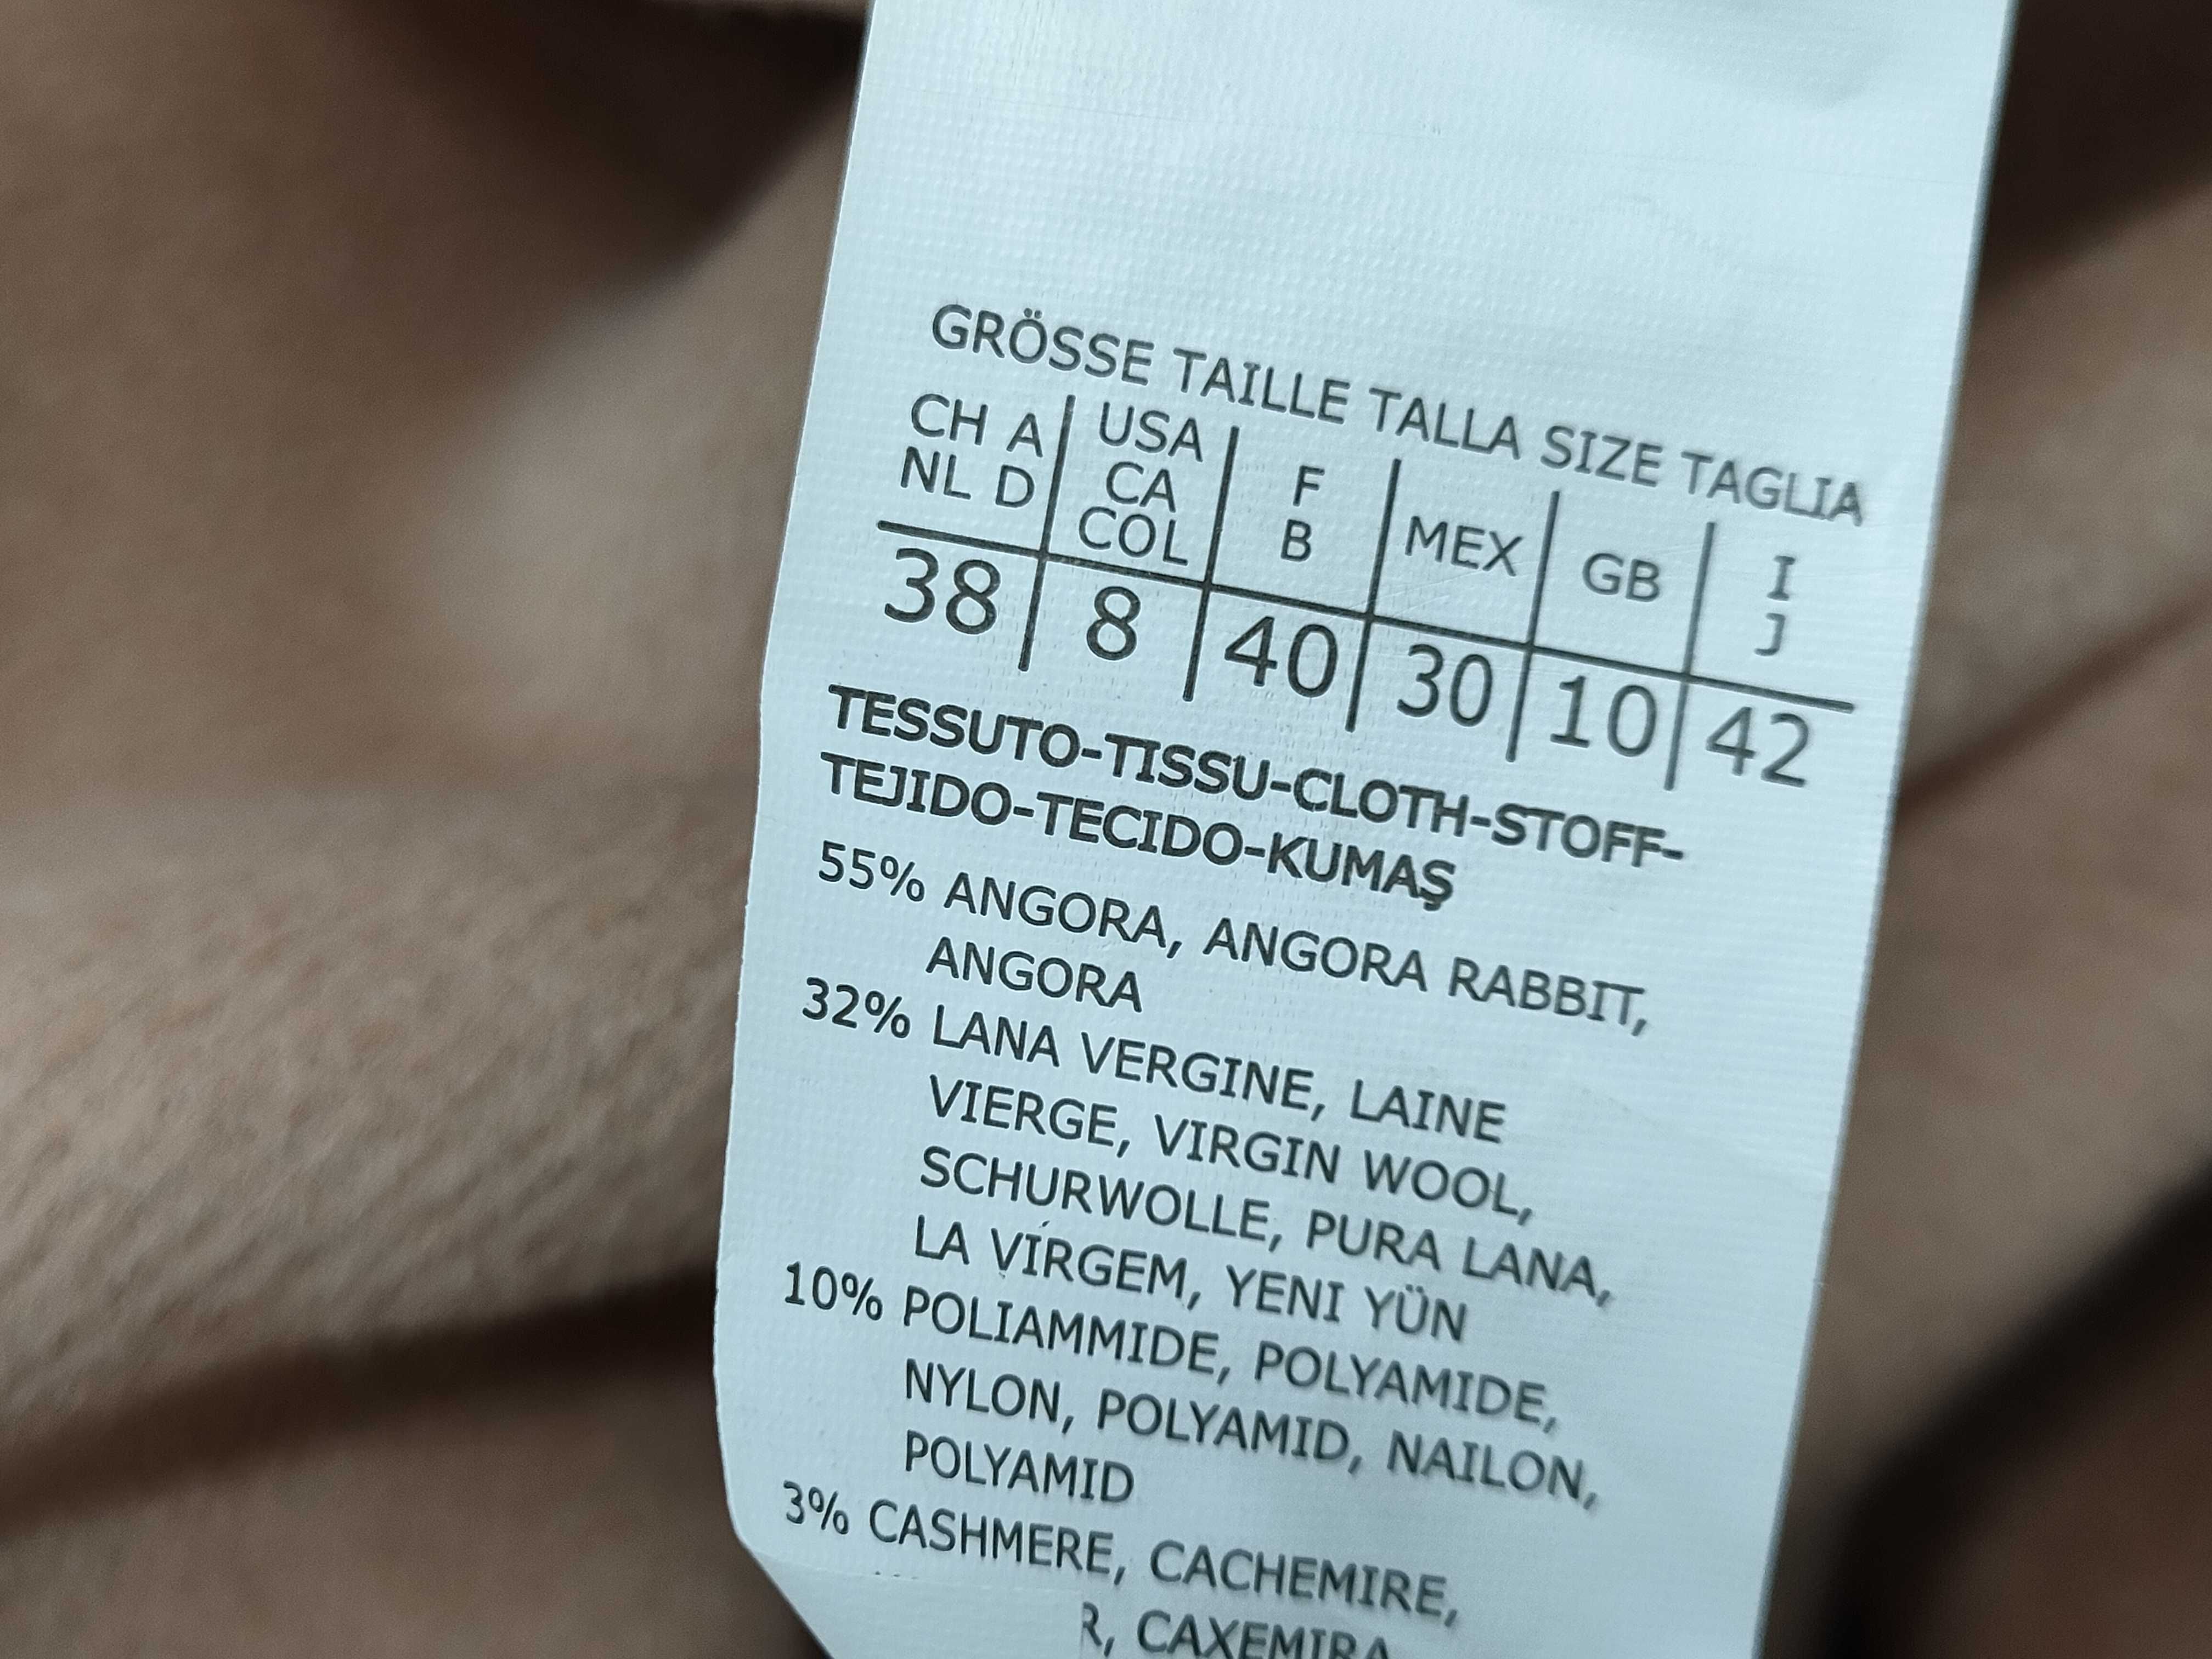 GRÖSSE TAILLE TALLA SIZE TAGLIA
CH A USA F MEX GB I
NL D CA B J
COL
38 8 40 30 10 42
TESSUTO-TISSU-CLOTH-STOFF-
TEJIDO-TECIDO-KUMAŞ
55% ANGORA, ANGORA RABBIT,
ANGORA
32% LANA VERGINE, LAINE
VIERGE, VIRGIN WOOL,
SCHURWOLLE, PURA LANA,
LA VÍRGEM, YENI YÜN
10% POLIAMMIDE, POLYAMIDE,
NYLON, POLYAMID, NAILON,
POLYAMID
3% CASHMERE, CACHEMIRE,
CAXEMIRA